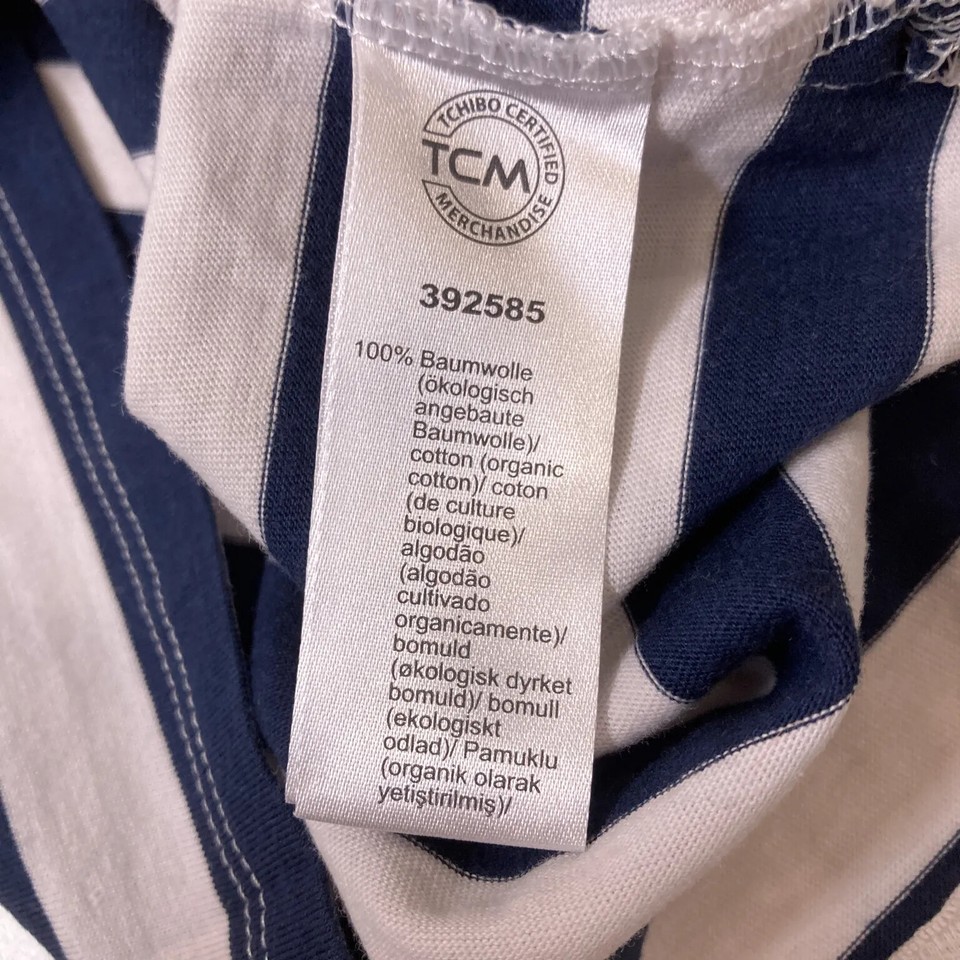 TCHIBO CERTIFIED
TCM
MERCHANDISE
392585
100% Baumwolle
(ökologisch
angebaute
Baumwolle)/
cotton (organic
cotton)/ coton
(de culture
biologique)/
algodão
(algodão
cultivado
organicamente)/
bomuld
(økologisk dyrket
bomuld)/ bomull
(ekologiskt
odlad)/ Pamuklu
(organik olarak
yetiştirilmiş)/